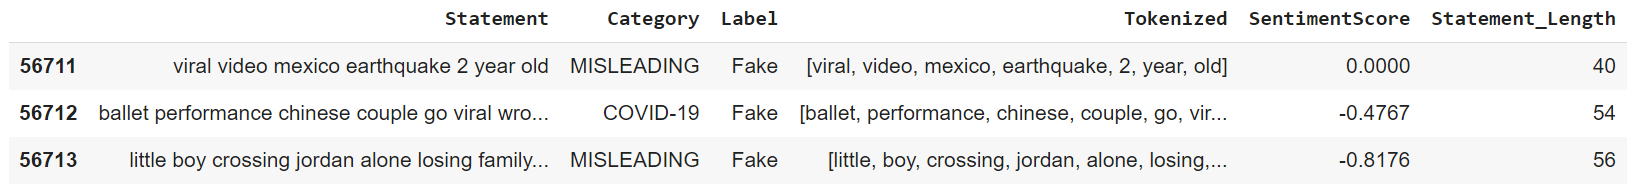 Statement Category Label Tokenized SentimentScore Statement_Length
56711 viral video mexico earthquake 2 year old MISLEADING Fake [viral, video, mexico, earthquake, 2, year, old] 0.0000 40
56712 ballet performance chinese couple go viral wro... COVID-19 Fake [ballet, performance, chinese, couple, go, vir... -0.4767 54
56713 little boy crossing jordan alone losing family... MISLEADING Fake [little, boy, crossing, jordan, alone, losing,... -0.8176 56